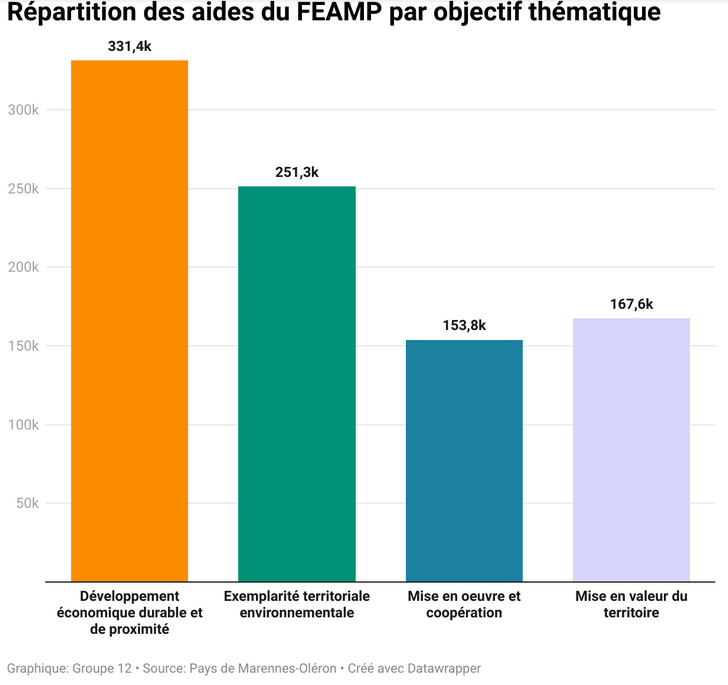 Répartition des aides du FEAMP par objectif thématique
331,4k
300k
251,3k
250k
200k
167,6k
153,8k
150k
100k
50k
Développement
économique durable et
de proximité
Exemplarité territoriale
environnementale
Mise en oeuvre et
coopération
Mise en valeur du
territoire
Graphique: Groupe 12 • Source: Pays de Marennes-Oléron • Créé avec Datawrapper